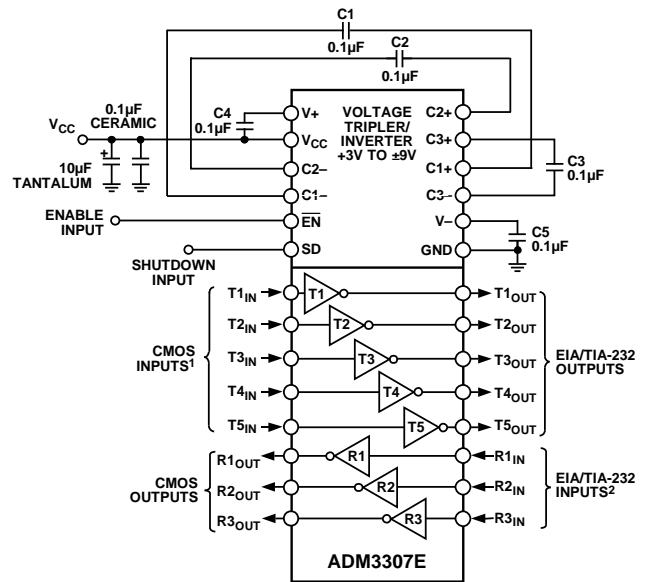 C1
0.1µF
C2
0.1µF
V+
VOLTAGE
TRIPLER/
INVERTER
+3V TO ±9V
C2+
0.1µF
CERAMIC
C4
0.1µF
VCC
VCC
C3+
+
10µF
TANTALUM
C2–
C1+
C3
0.1µF
C1–
C3–
ENABLE
INPUT
EN
V–
C5
0.1µF
SD
GND
SHUTDOWN
INPUT
T1IN
T1
T1OUT
T2IN
T2
T2OUT
CMOS
INPUTS1
T3IN
T3
T3OUT
EIA/TIA-232
OUTPUTS
T4IN
T4
T4OUT
T5IN
T5
T5OUT
R1OUT
R1
R1IN
CMOS
OUTPUTS
R2OUT
R2
R2IN
EIA/TIA-232
INPUTS2
R3OUT
R3
R3IN
ADM3307E